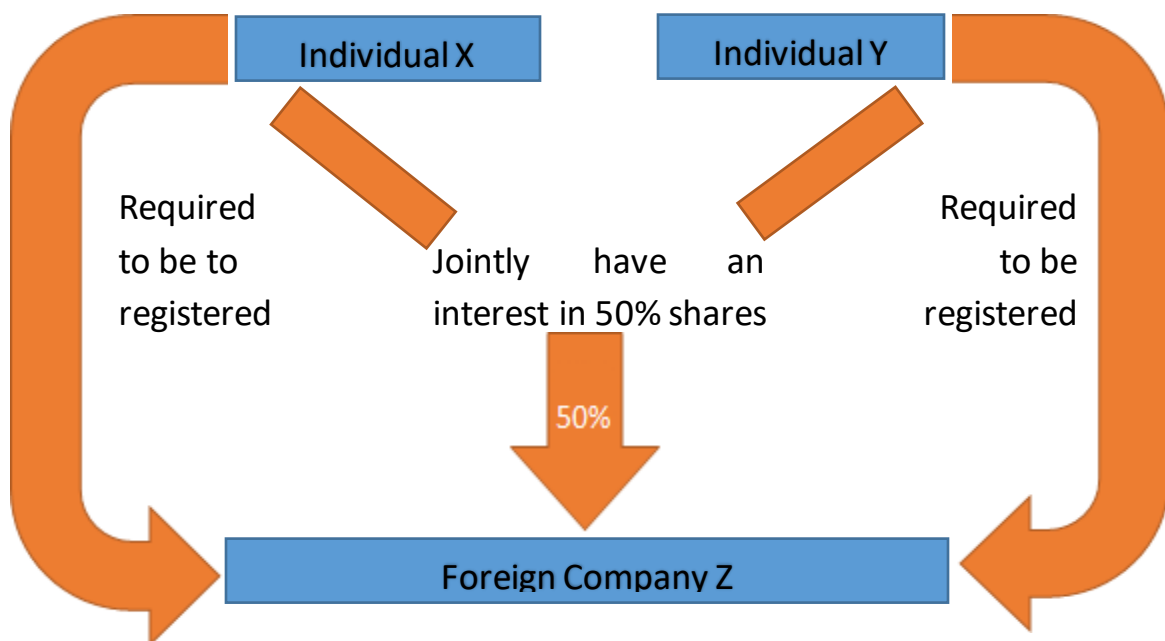 Individual X
Individual Y
Required
to be to
registered
Jointly have an
interest in 50% shares
Required
to be
registered
50%
Foreign Company Z